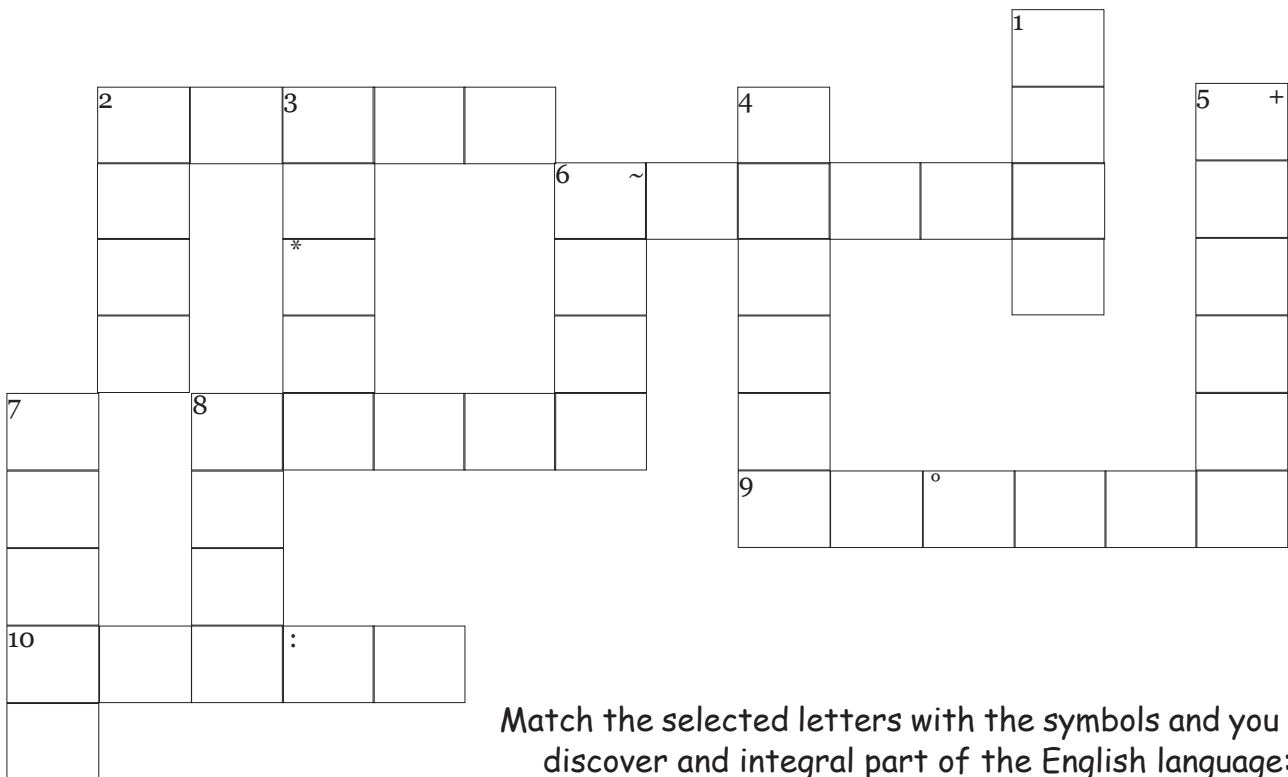 1
2 3 4 5 +
6 ~
*
7 8
9 °
10 :
Match the selected letters with the symbols and you
discover and integral part of the English language